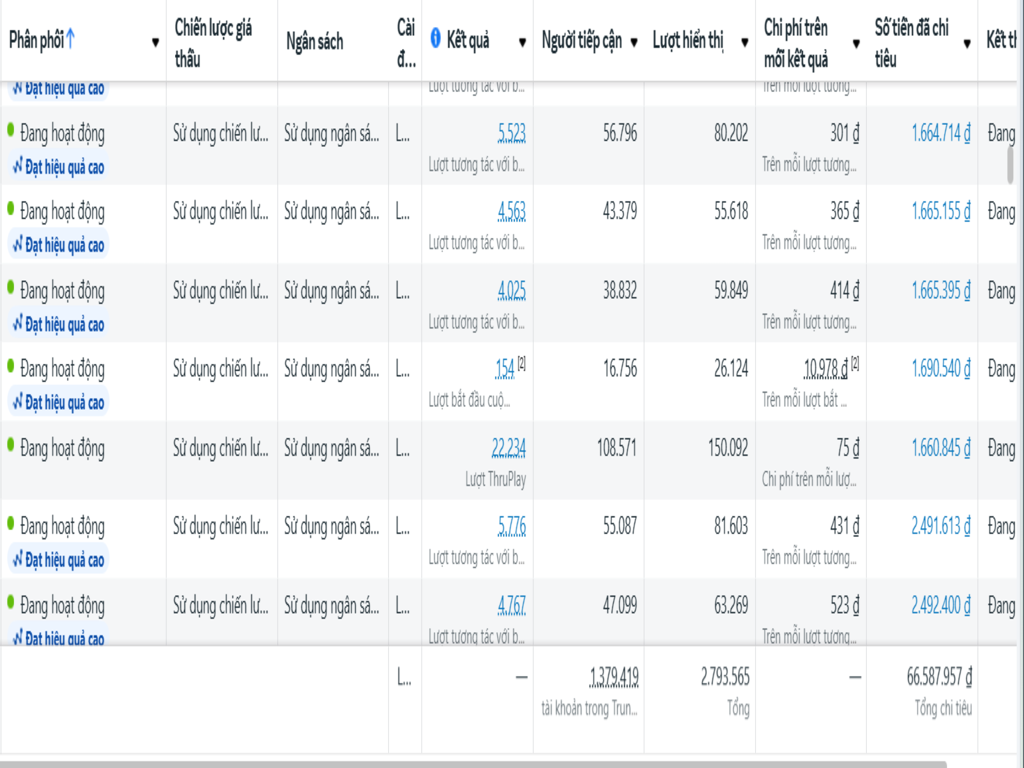 Phân phối↑ Chiến lược giá thầu Ngân sách Cài đ... Kết quả Người tiếp cận Lượt hiển thị Chi phí trên mỗi kết quả Số tiền đã chi tiêu
Đạt hiệu quả cao Lượt tương tác với b... Trên mỗi lượt tương...
Đang hoạt động Sử dụng chiến lư... Sử dụng ngân sá... L... 5.523 56.796 80.202 301 ₫ 1.664.714 ₫ Đang
Đạt hiệu quả cao Lượt tương tác với b... Trên mỗi lượt tương...
Đang hoạt động Sử dụng chiến lư... Sử dụng ngân sá... L... 4.563 43.379 55.618 365 ₫ 1.665.155 ₫ Đang
Đạt hiệu quả cao Lượt tương tác với b... Trên mỗi lượt tương...
Đang hoạt động Sử dụng chiến lư... Sử dụng ngân sá... L... 4.025 38.832 59.849 414 ₫ 1.665.395 ₫ Đang
Đạt hiệu quả cao Lượt tương tác với b... Trên mỗi lượt tương...
Đang hoạt động Sử dụng chiến lư... Sử dụng ngân sá... L... 154 [2] 16.756 26.124 10.978 ₫ [2] 1.690.540 ₫ Đang
Đạt hiệu quả cao Lượt bắt đầu cuộ... Trên mỗi lượt bắt ...
Đang hoạt động Sử dụng chiến lư... Sử dụng ngân sá... L... 22.234 108.571 150.092 75 ₫ 1.660.845 ₫ Đang
Lượt ThruPlay Chi phí trên mỗi lượ...
Đang hoạt động Sử dụng chiến lư... Sử dụng ngân sá... L... 5.776 55.087 81.603 431 ₫ 2.491.613 ₫ Đang
Đạt hiệu quả cao Lượt tương tác với b... Trên mỗi lượt tương...
Đang hoạt động Sử dụng chiến lư... Sử dụng ngân sá... L... 4.767 47.099 63.269 523 ₫ 2.492.400 ₫ Đang
Đạt hiệu quả cao Lượt tương tác với b... Trên mỗi lượt tương...
L... — 1.379.419 2.793.565 — 66.587.957 ₫
tài khoản trong Trun... Tổng Tổng chi tiêu